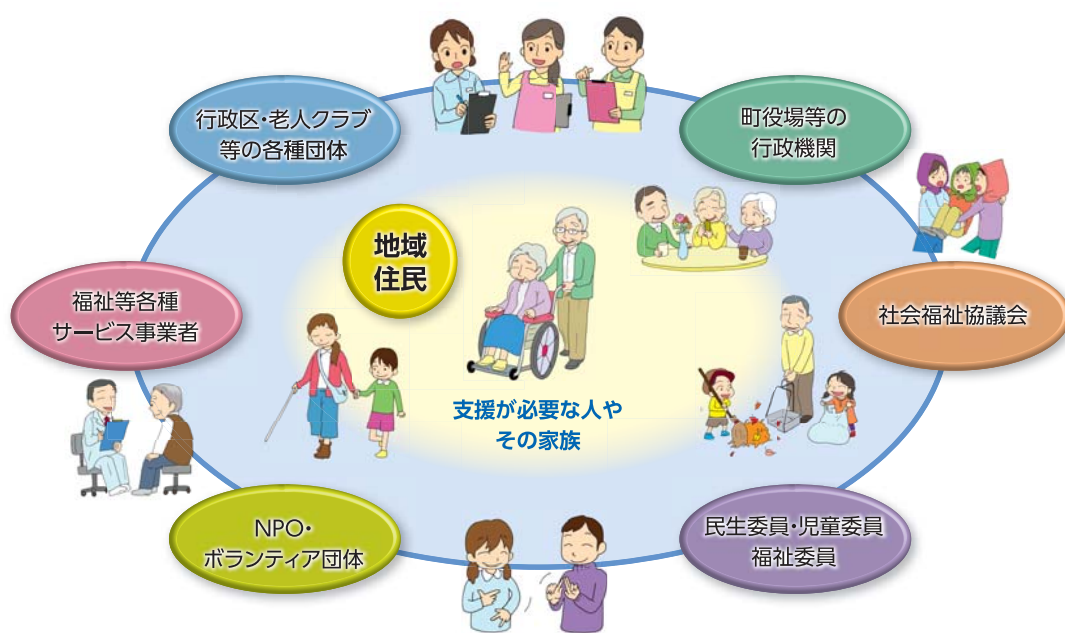 行政区・老人クラブ
等の各種団体
町役場等の
行政機関
地域
住民
福祉等各種
サービス事業者
社会福祉協議会
支援が必要な人や
その家族
NPO・
ボランティア団体
民生委員・児童委員
福祉委員